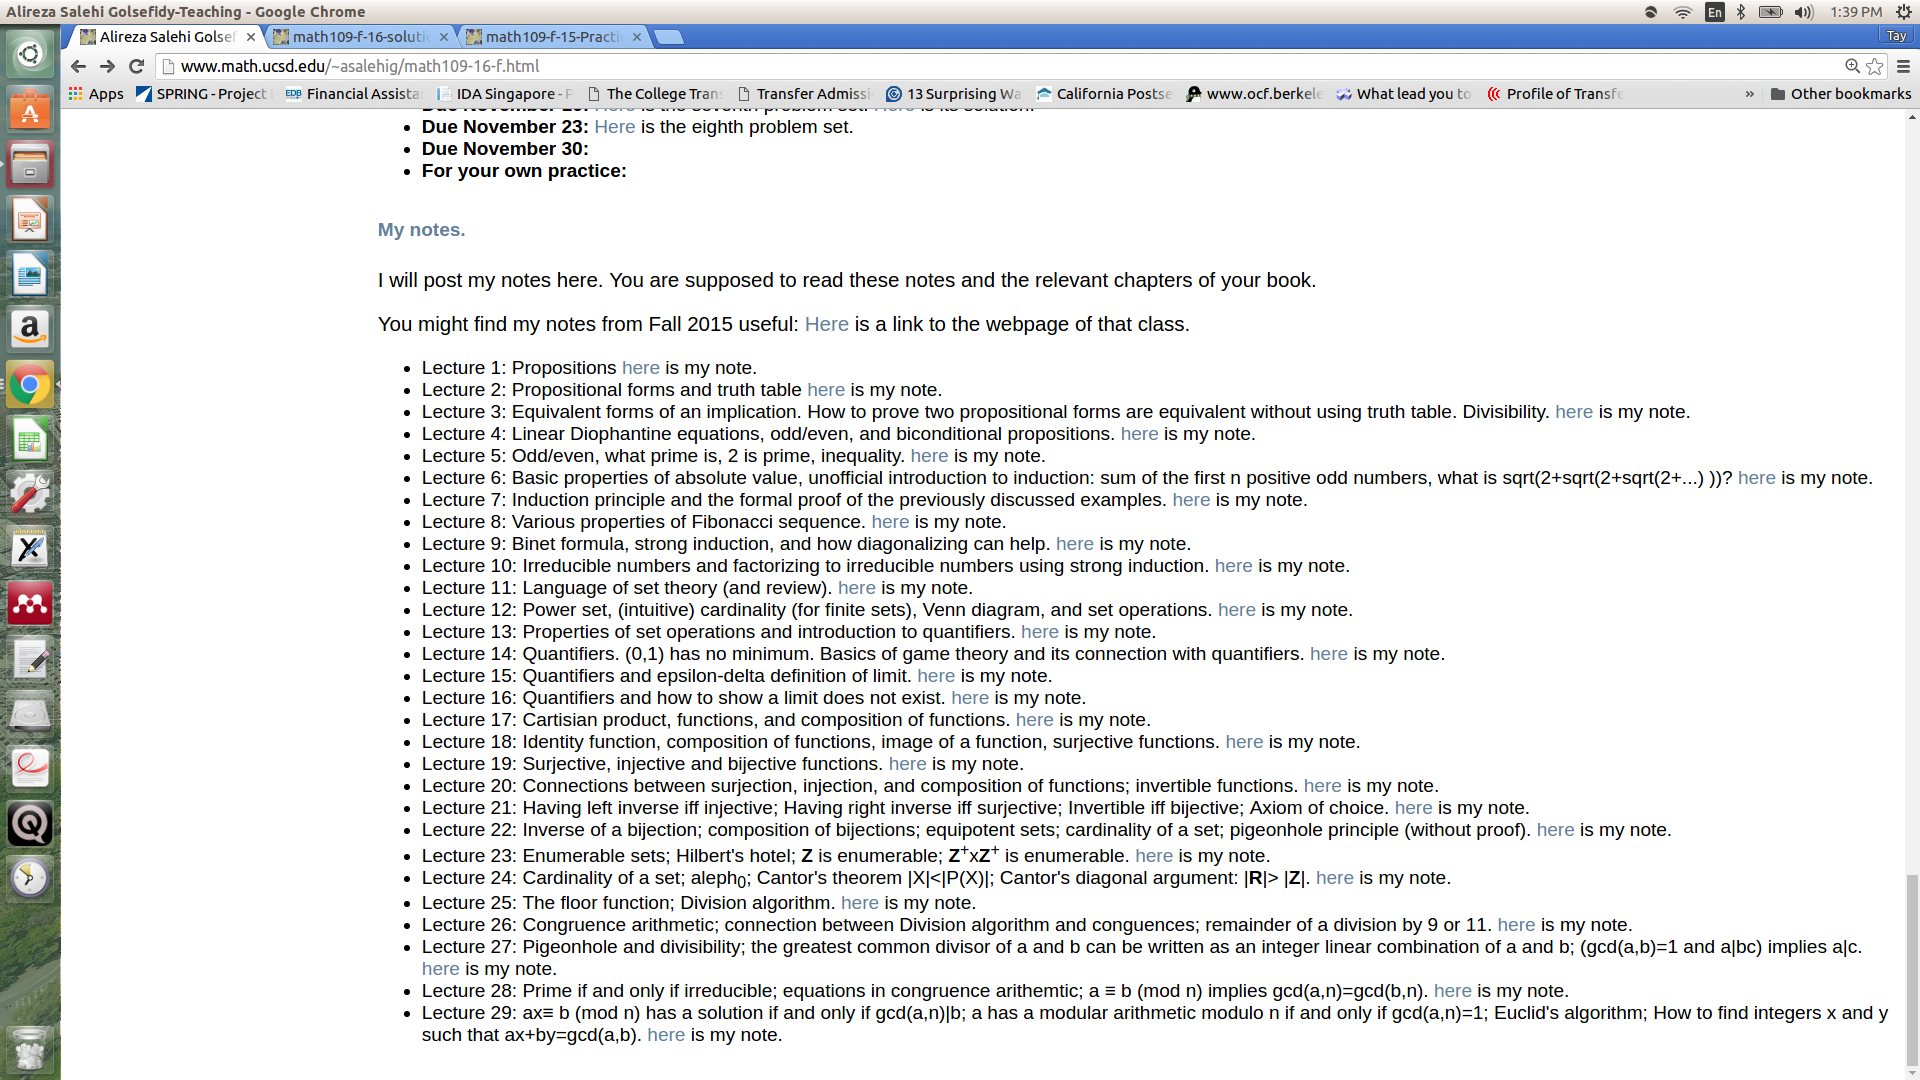 Alireza Salehi Golsefidy-Teaching - Google Chrome
En
1:39 PM
Alireza Salehi Golsef
math109-f-16-soluti
math109-f-15-Practi
Tay
www.math.ucsd.edu/~asalehig/math109-16-f.html
Apps
SPRING - Project
Financial Assista
IDA Singapore - P
The College Tran
Transfer Admissi
13 Surprising Wa
California Postse
www.ocf.berkele
What lead you to
Profile of Transfe
»
Other bookmarks
• Due November 23: Here is the eighth problem set.
• Due November 30:
• For your own practice:
My notes.
I will post my notes here. You are supposed to read these notes and the relevant chapters of your book.
You might find my notes from Fall 2015 useful: Here is a link to the webpage of that class.
• Lecture 1: Propositions here is my note.
• Lecture 2: Propositional forms and truth table here is my note.
• Lecture 3: Equivalent forms of an implication. How to prove two propositional forms are equivalent without using truth table. Divisibility. here is my note.
• Lecture 4: Linear Diophantine equations, odd/even, and biconditional propositions. here is my note.
• Lecture 5: Odd/even, what prime is, 2 is prime, inequality. here is my note.
• Lecture 6: Basic properties of absolute value, unofficial introduction to induction: sum of the first n positive odd numbers, what is sqrt(2+sqrt(2+sqrt(2+...) ))? here is my note.
• Lecture 7: Induction principle and the formal proof of the previously discussed examples. here is my note.
• Lecture 8: Various properties of Fibonacci sequence. here is my note.
• Lecture 9: Binet formula, strong induction, and how diagonalizing can help. here is my note.
• Lecture 10: Irreducible numbers and factorizing to irreducible numbers using strong induction. here is my note.
• Lecture 11: Language of set theory (and review). here is my note.
• Lecture 12: Power set, (intuitive) cardinality (for finite sets), Venn diagram, and set operations. here is my note.
• Lecture 13: Properties of set operations and introduction to quantifiers. here is my note.
• Lecture 14: Quantifiers. (0,1) has no minimum. Basics of game theory and its connection with quantifiers. here is my note.
• Lecture 15: Quantifiers and epsilon-delta definition of limit. here is my note.
• Lecture 16: Quantifiers and how to show a limit does not exist. here is my note.
• Lecture 17: Cartisian product, functions, and composition of functions. here is my note.
• Lecture 18: Identity function, composition of functions, image of a function, surjective functions. here is my note.
• Lecture 19: Surjective, injective and bijective functions. here is my note.
• Lecture 20: Connections between surjection, injection, and composition of functions; invertible functions. here is my note.
• Lecture 21: Having left inverse iff injective; Having right inverse iff surjective; Invertible iff bijective; Axiom of choice. here is my note.
• Lecture 22: Inverse of a bijection; composition of bijections; equipotent sets; cardinality of a set; pigeonhole principle (without proof). here is my note.
• Lecture 23: Enumerable sets; Hilbert's hotel; Z is enumerable; Z⁺xZ⁺ is enumerable. here is my note.
• Lecture 24: Cardinality of a set; aleph₀; Cantor's theorem |X|<|P(X)|; Cantor's diagonal argument: |R|> |Z|. here is my note.
• Lecture 25: The floor function; Division algorithm. here is my note.
• Lecture 26: Congruence arithmetic; connection between Division algorithm and conguences; remainder of a division by 9 or 11. here is my note.
• Lecture 27: Pigeonhole and divisibility; the greatest common divisor of a and b can be written as an integer linear combination of a and b; (gcd(a,b)=1 and a|bc) implies a|c.
here is my note.
• Lecture 28: Prime if and only if irreducible; equations in congruence arithemtic; a ≡ b (mod n) implies gcd(a,n)=gcd(b,n). here is my note.
• Lecture 29: ax≡ b (mod n) has a solution if and only if gcd(a,n)|b; a has a modular arithmetic modulo n if and only if gcd(a,n)=1; Euclid's algorithm; How to find integers x and y
such that ax+by=gcd(a,b). here is my note.